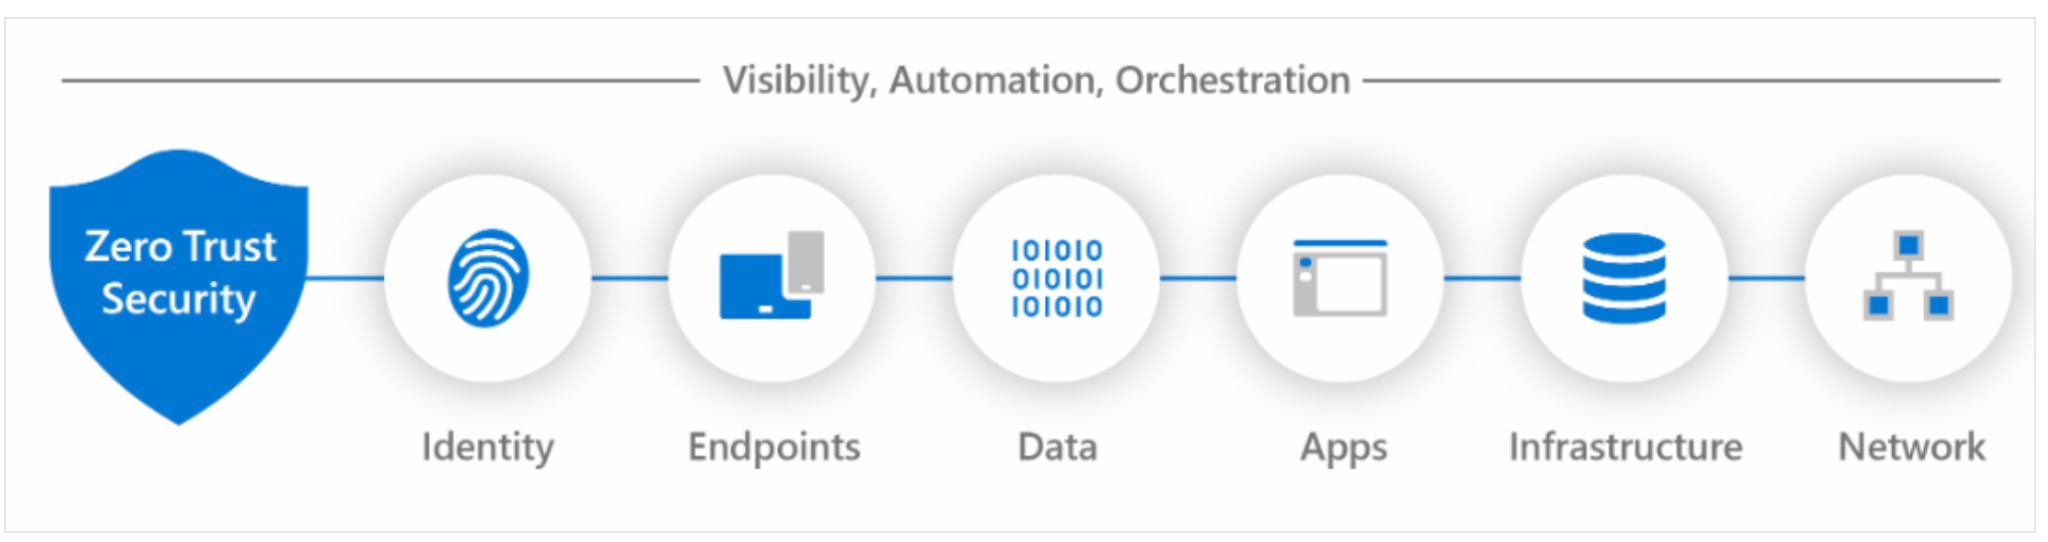 Visibility, Automation, Orchestration
Zero Trust
Security
101010
010101
101010
Identity
Endpoints
Data
Apps
Infrastructure
Network